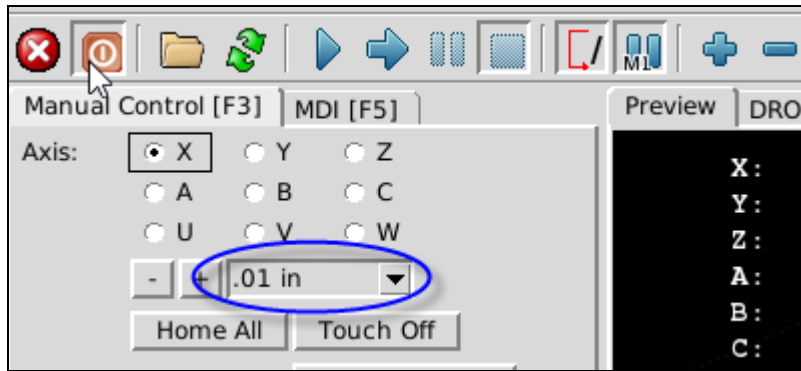 M1
Manual Control [F3] MDI [F5] Preview DRO
Axis: X Y Z
A B C
U V W
- + .01 in
Home All Touch Off
X:
Y:
Z:
A:
B:
C: